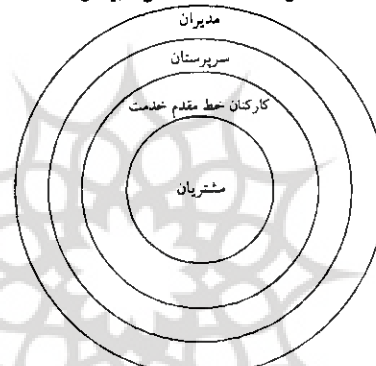 مدیران
سرپرستان
کارکنان خط مقدم خدمت
مشتریان